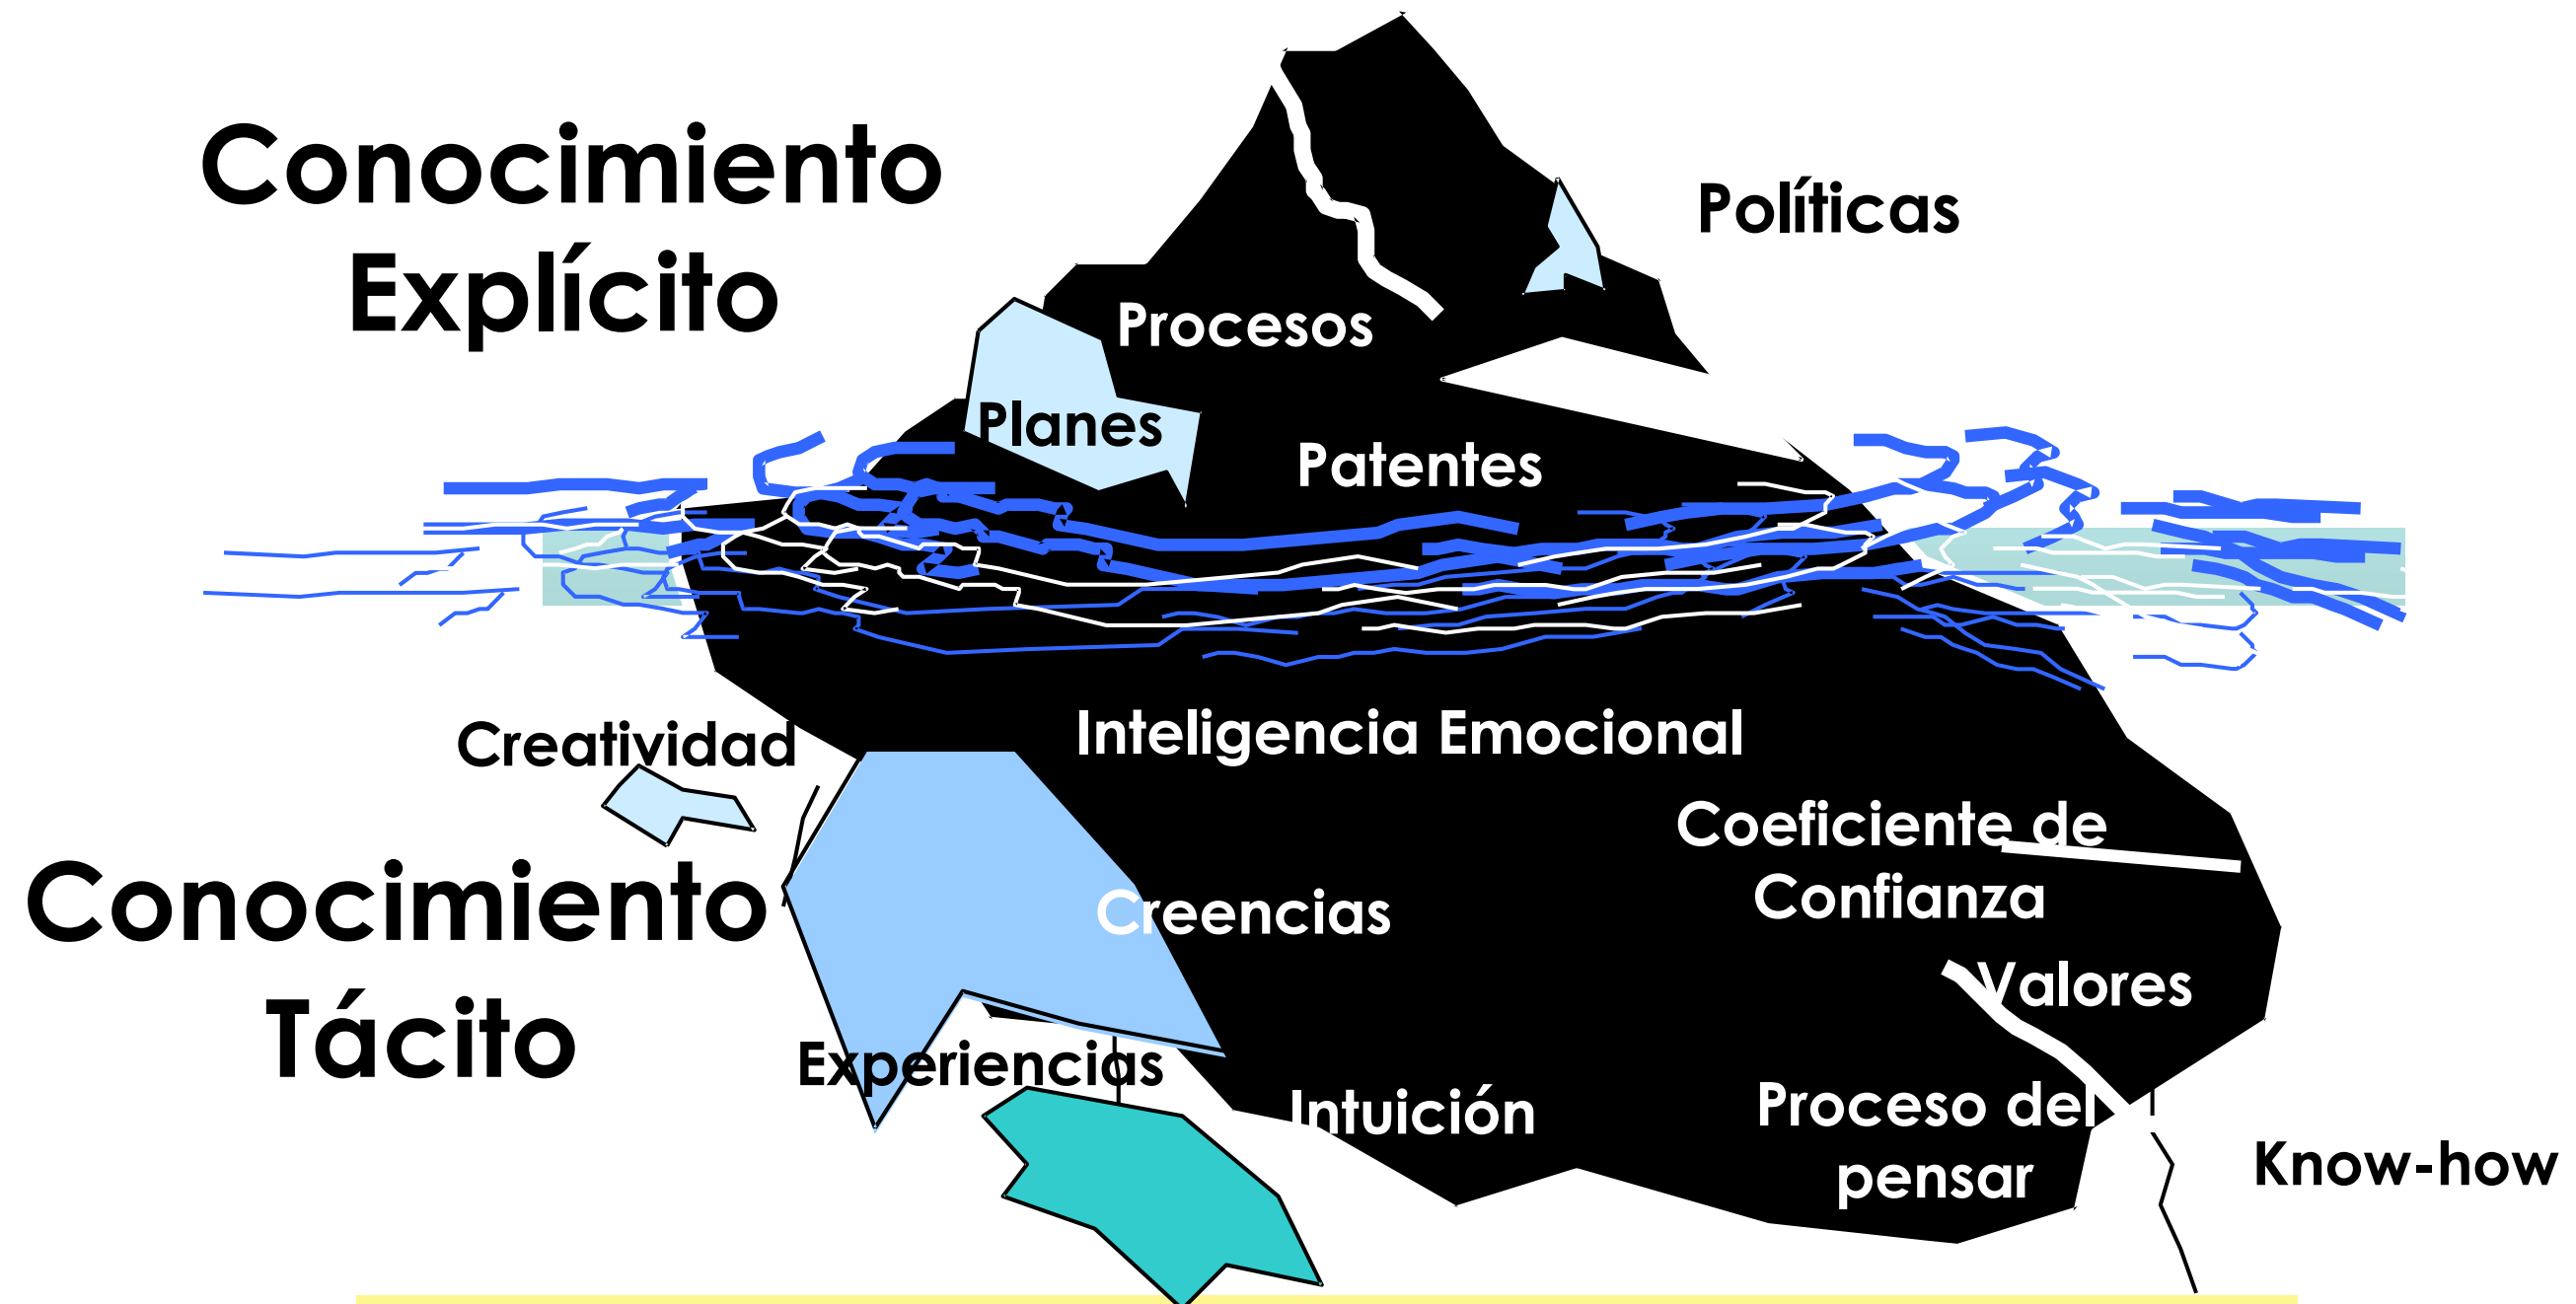 Conocimiento
Explícito
Políticas
Procesos
Planes
Patentes
Creatividad
Inteligencia Emocional
Coeficiente de
Confianza
Conocimiento
Tácito
Creencias
Valores
Experiencias
Intuición
Proceso del
pensar
Know-how